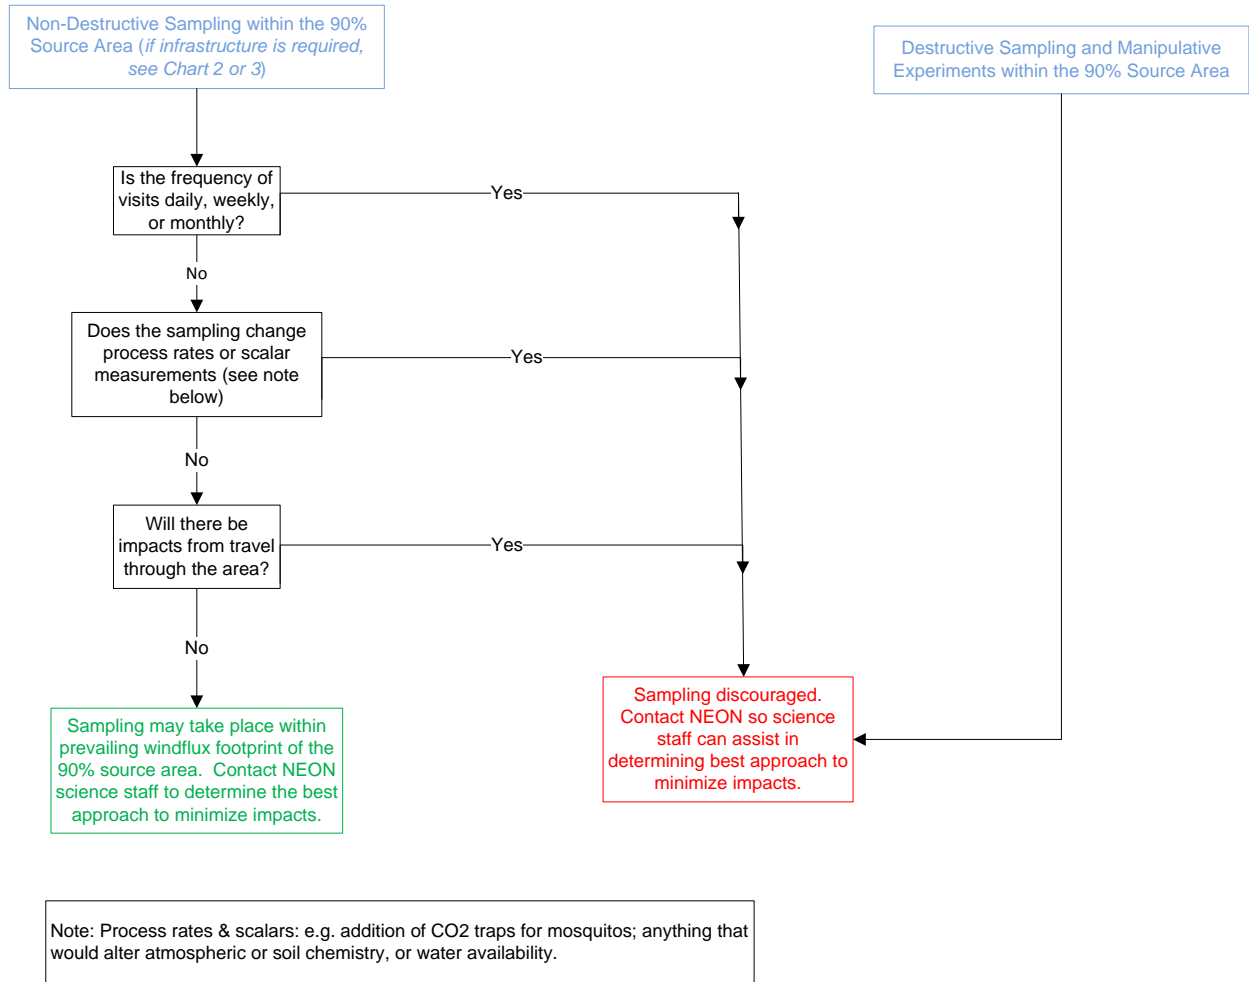 Non-Destructive Sampling within the 90%
Source Area (if infrastructure is required,
see Chart 2 or 3)
Destructive Sampling and Manipulative
Experiments within the 90% Source Area
Is the frequency of
visits daily, weekly,
or monthly?
Yes
No
Does the sampling change
process rates or scalar
measurements (see note
below)
Yes
No
Will there be
impacts from travel
through the area?
Yes
No
Sampling may take place within
prevailing windflux footprint of the
90% source area.  Contact NEON
science staff to determine the best
approach to minimize impacts.
Sampling discouraged.
Contact NEON so science
staff can assist in
determining best approach to
minimize impacts.
Note: Process rates & scalars: e.g. addition of CO2 traps for mosquitos; anything that
would alter atmospheric or soil chemistry, or water availability.